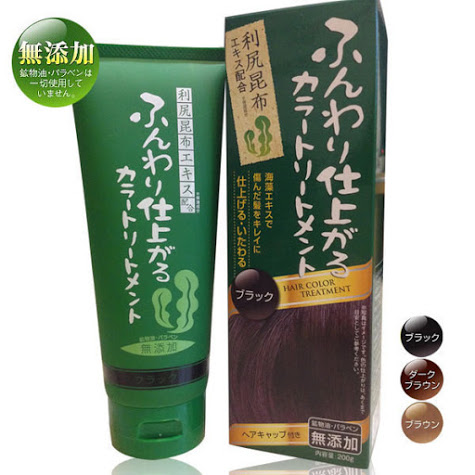 無添加
鉱物油・パラベンは
一切使用して
いません。
利尻昆布エキス配合
ふんわり仕上がる
カラートリートメント
鉱物油・パラベン
無添加
ブラック
利尻昆布
エキス配合
ふんわり仕上がる
カラートリートメント
海藻エキスで
傷んだ髪をキレイに
仕上げる・いたわる
ブラック
HAIR COLOR
TREATMENT
ヘアキャップ付き
鉱物油・パラベン
無添加
内容量 200g
ブラック
ダーク
ブラウン
ブラウン